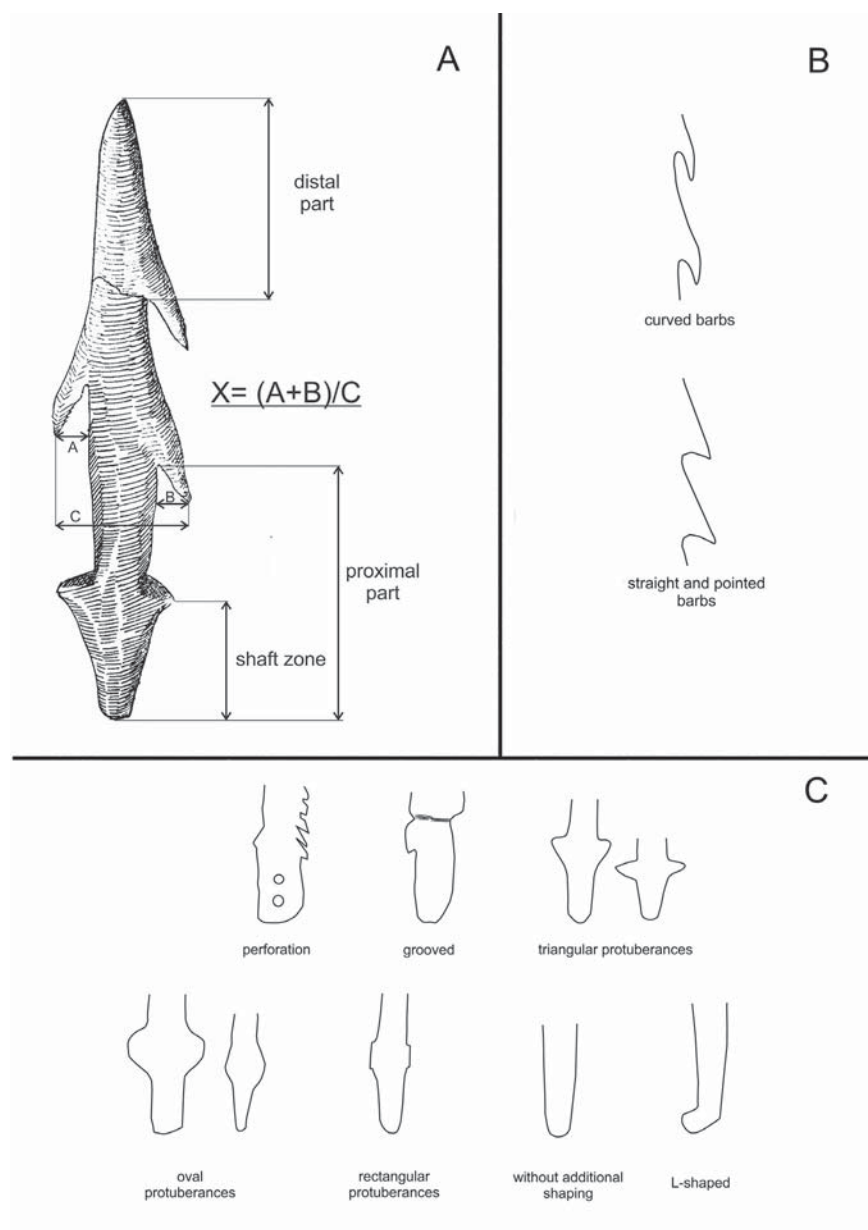 A
distal
part
X= (A+B)/C
A
B
C
proximal
part
shaft zone
B
curved barbs
straight and pointed
barbs
C
perforation
grooved
triangular protuberances
oval
protuberances
rectangular
protuberances
without additional
shaping
L-shaped